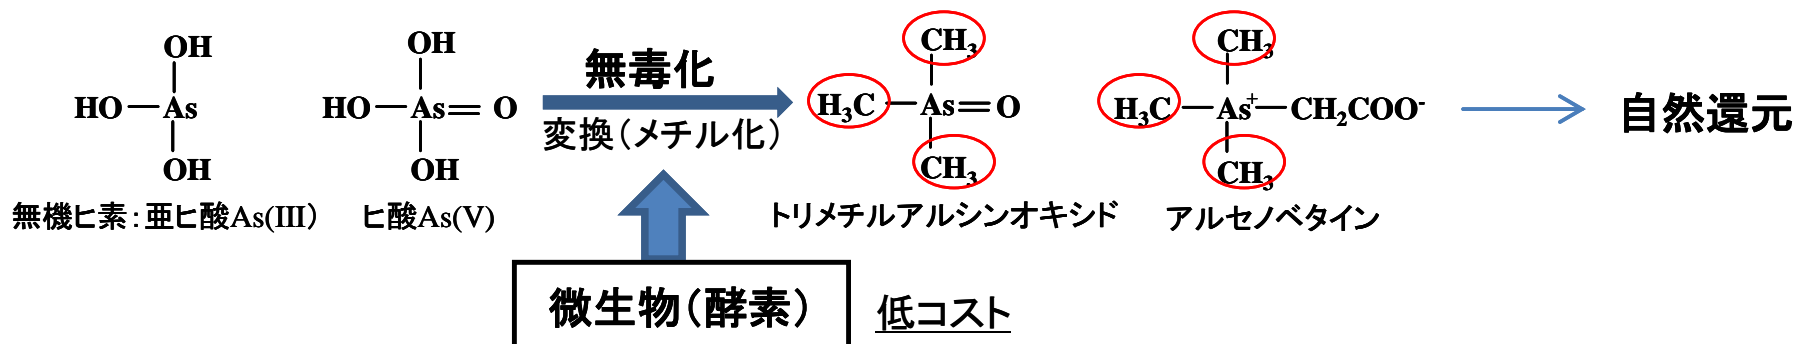 OH
HO As
OH
無機ヒ素：亜ヒ酸As(III）
OH
HO As O
OH
ヒ酸As(V)
無毒化
変換（メチル化）
微生物（酵素）
低コスト
CH3
H3C As O
CH3
トリメチルアルシンオキシド
CH3
H3C As+ CH2COO-
CH3
アルセノベタイン
自然還元